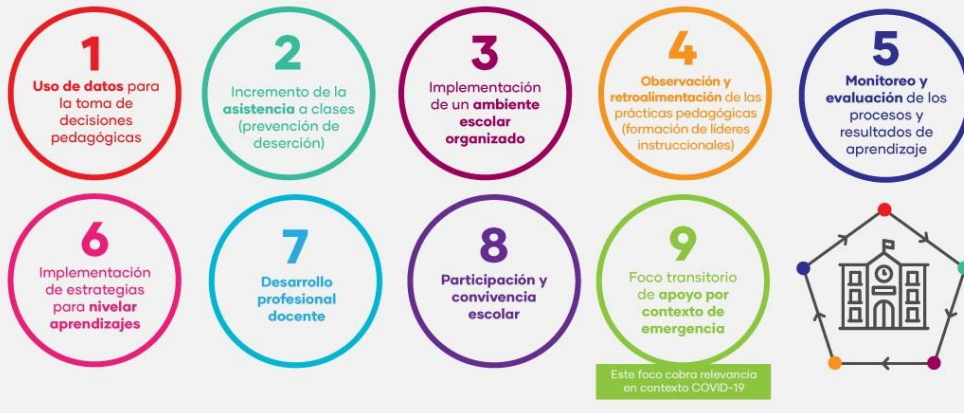 1
Uso de datos para
la toma de
decisiones
pedagógicas
2
Incremento de la
asistencia a clases
(prevención de
deserción)
3
Implementación
de un ambiente
escolar
organizado
4
Observación y
retroalimentación de las
prácticas pedagógicas
(formación de líderes
instruccionales)
5
Monitoreo y
evaluación de los
procesos y
resultados de
aprendizaje
6
Implementación
de estrategias
para nivelar
aprendizajes
7
Desarrollo
profesional
docente
8
Participación y
convivencia
escolar
9
Foco transitorio
de apoyo por
contexto de
emergencia
Este foco cobra relevancia
en contexto COVID-19